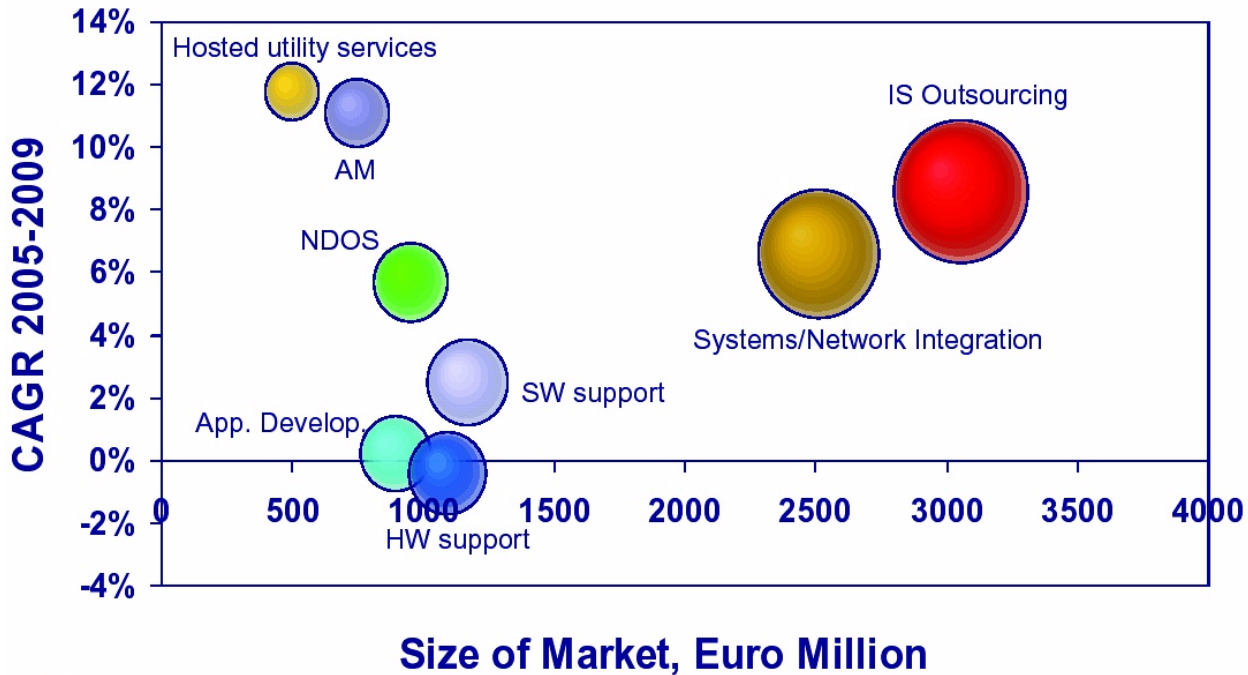 14%
Hosted utility services
12%
IS Outsourcing
10%
AM
8%
NDOS
6%
4%
Systems/Network Integration
SW support
2%
App. Develop.
0%
0 500 1000 1500 2000 2500 3000 3500 4000
-2%
HW support
-4%
CAGR 2005-2009
Size of Market, Euro Million